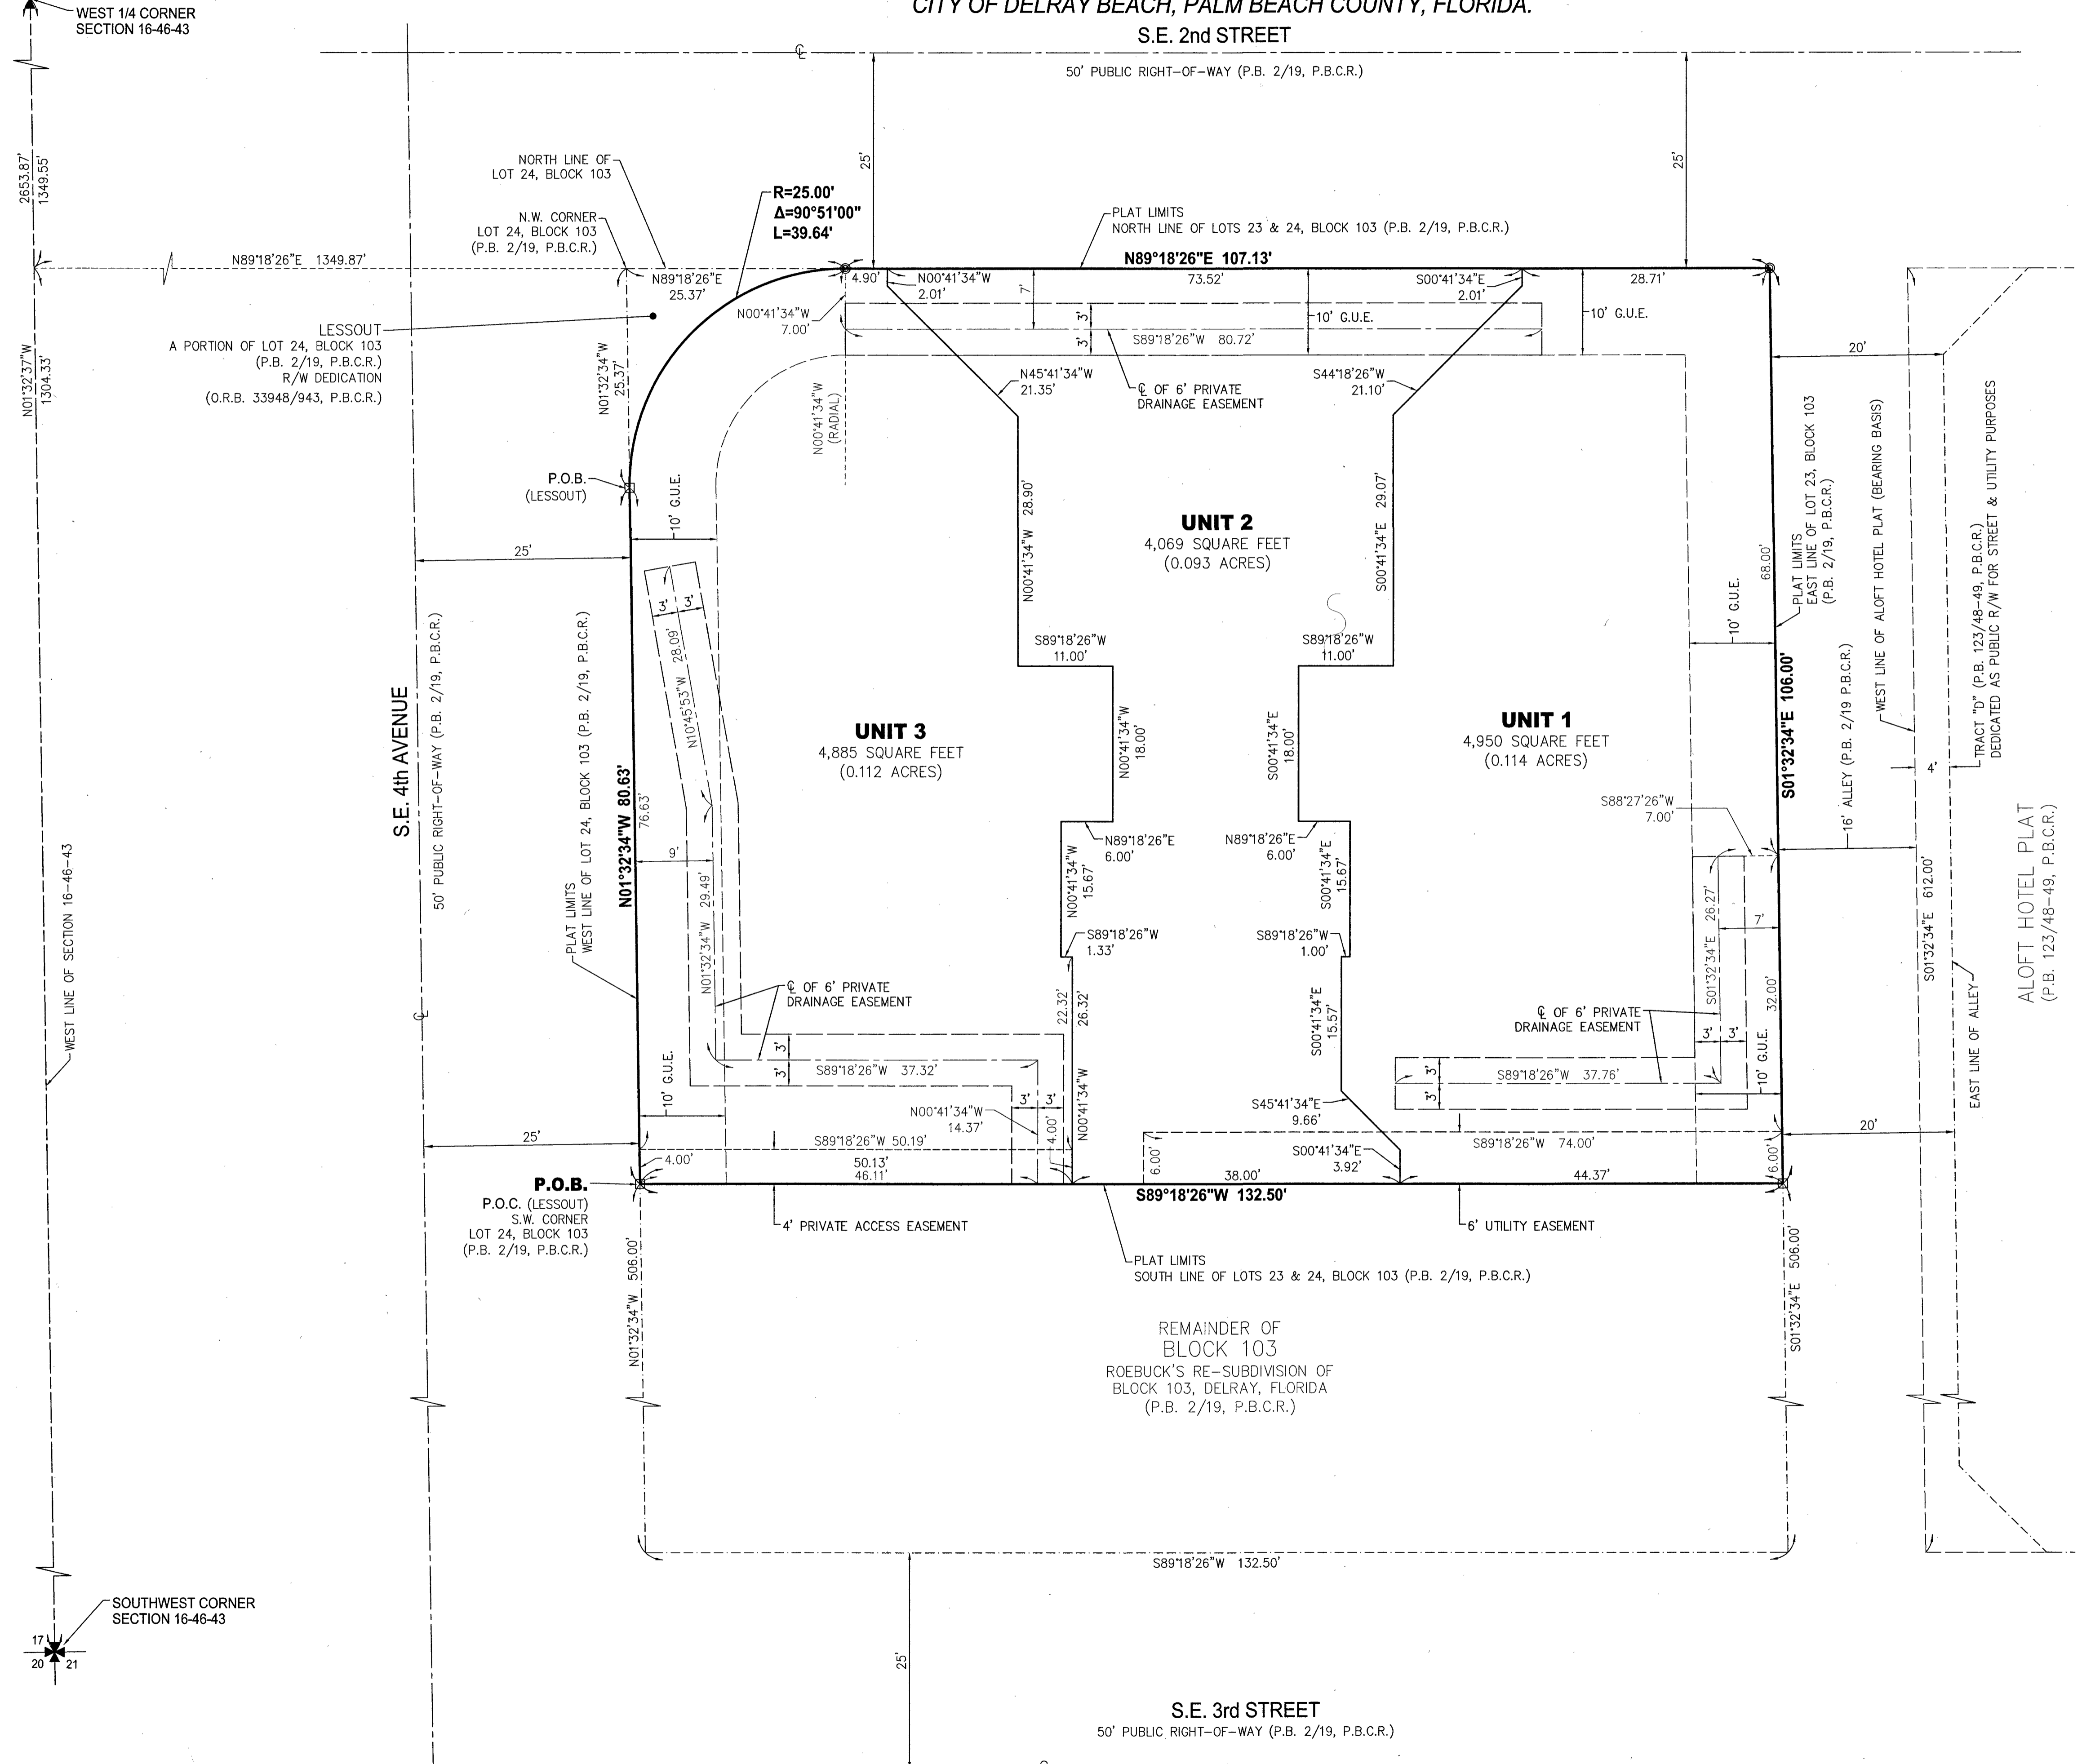 CITY OF DELRAY BEACH, PALM BEACH COUNTY, FLORIDA.
S.E. 2nd STREET
50' PUBLIC RIGHT-OF-WAY (P.B. 2/19, P.B.C.R.)
WEST 1/4 CORNER
SECTION 16-46-43
2653.87'
1349.55'
N01°32'37"W
1304.33'
N89°18'26"E 1349.87'
NORTH LINE OF
LOT 24, BLOCK 103
N.W. CORNER
LOT 24, BLOCK 103
(P.B. 2/19, P.B.C.R.)
R=25.00'
Δ=90°51'00"
L=39.64'
25'
25'
PLAT LIMITS
NORTH LINE OF LOTS 23 & 24, BLOCK 103 (P.B. 2/19, P.B.C.R.)
N89°18'26"E 107.13'
N89°18'26"E
25.37'
4.90'
N00°41'34"W
2.01'
7'
73.52'
S00°41'34"E
2.01'
28.71'
N00°41'34"W
7.00'
3'
3'
10' G.U.E.
10' G.U.E.
S89°18'26"W 80.72'
LESSOUT
A PORTION OF LOT 24, BLOCK 103
(P.B. 2/19, P.B.C.R.)
R/W DEDICATION
(O.R.B. 33948/943, P.B.C.R.)
N01°32'34"W
25.37'
N00°41'34"W
(RADIAL)
N45°41'34"W
21.35'
℄ OF 6' PRIVATE
DRAINAGE EASEMENT
S44°18'26"W
21.10'
20'
P.O.B.
(LESSOUT)
10' G.U.E.
25'
N00°41'34"W 28.90'
UNIT 2
4,069 SQUARE FEET
(0.093 ACRES)
S00°41'34"E 29.07'
68.00'
PLAT LIMITS
EAST LINE OF LOT 23, BLOCK 103
(P.B. 2/19, P.B.C.R.)
WEST LINE OF ALOFT HOTEL PLAT (BEARING BASIS)
TRACT "D" (P.B. 123/48-49, P.B.C.R.)
DEDICATED AS PUBLIC R/W FOR STREET & UTILITY PURPOSES
3'
3'
N10°45'53"W 28.09'
S89°18'26"W
11.00'
S89°18'26"W
11.00'
10' G.U.E.
S.E. 4th AVENUE
50' PUBLIC RIGHT-OF-WAY (P.B. 2/19, P.B.C.R.)
PLAT LIMITS
WEST LINE OF LOT 24, BLOCK 103 (P.B. 2/19, P.B.C.R.)
N01°32'34"W 80.63'
76.63'
UNIT 3
4,885 SQUARE FEET
(0.112 ACRES)
N00°41'34"W
18.00'
S00°41'34"E
18.00'
UNIT 1
4,950 SQUARE FEET
(0.114 ACRES)
S01°32'34"E 106.00'
16' ALLEY (P.B. 2/19 P.B.C.R.)
4'
S88°27'26"W
7.00'
N89°18'26"E
6.00'
N89°18'26"E
6.00'
9'
N01°32'34"W 29.49'
N00°41'34"W
15.67'
S00°41'34"E
15.67'
S01°32'34"E 26.27'
7'
S01°32'34"E 612.00'
ALOFT HOTEL PLAT
(P.B. 123/48-49, P.B.C.R.)
WEST LINE OF SECTION 16-46-43
S89°18'26"W
1.33'
S89°18'26"W
1.00'
℄
℄ OF 6' PRIVATE
DRAINAGE EASEMENT
22.32'
26.32'
S00°41'34"E
15.57'
℄ OF 6' PRIVATE
DRAINAGE EASEMENT
32.00'
3'
3'
EAST LINE OF ALLEY
10' G.U.E.
3'
3'
S89°18'26"W 37.32'
3'
3'
N00°41'34"W
14.37'
4.00'
N00°41'34"W
3'
3'
S89°18'26"W 37.76'
10' G.U.E.
S45°41'34"E
9.66'
25'
S89°18'26"W 50.19'
S89°18'26"W 74.00'
20'
4.00'
50.13'
46.11'
6.00'
38.00'
S00°41'34"E
3.92'
44.37'
6.00'
S89°18'26"W 132.50'
P.O.B.
P.O.C. (LESSOUT)
S.W. CORNER
LOT 24, BLOCK 103
(P.B. 2/19, P.B.C.R.)
4' PRIVATE ACCESS EASEMENT
6' UTILITY EASEMENT
PLAT LIMITS
SOUTH LINE OF LOTS 23 & 24, BLOCK 103 (P.B. 2/19, P.B.C.R.)
N01°32'34"W 506.00'
S01°32'34"E 506.00'
REMAINDER OF
BLOCK 103
ROEBUCK'S RE-SUBDIVISION OF
BLOCK 103, DELRAY, FLORIDA
(P.B. 2/19, P.B.C.R.)
S89°18'26"W 132.50'
SOUTHWEST CORNER
SECTION 16-46-43
17
20
21
25'
S.E. 3rd STREET
50' PUBLIC RIGHT-OF-WAY (P.B. 2/19, P.B.C.R.)